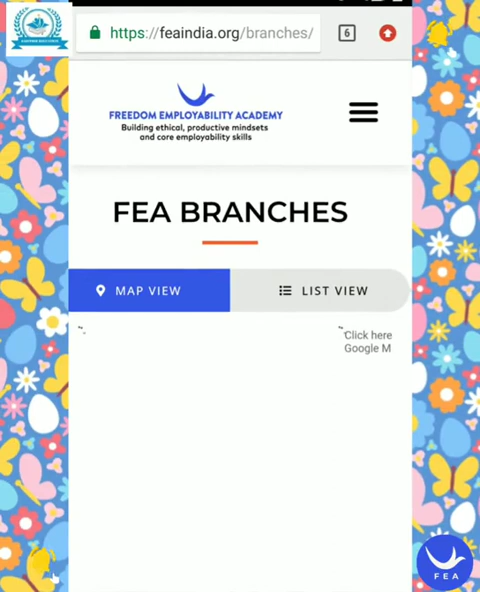 https://feaindia.org/branches/
6
FREEDOM EMPLOYABILITY ACADEMY
Building ethical, productive mindsets
and core employability skills
FEA BRANCHES
MAP VIEW
LIST VIEW
Click here
Google M
FEA